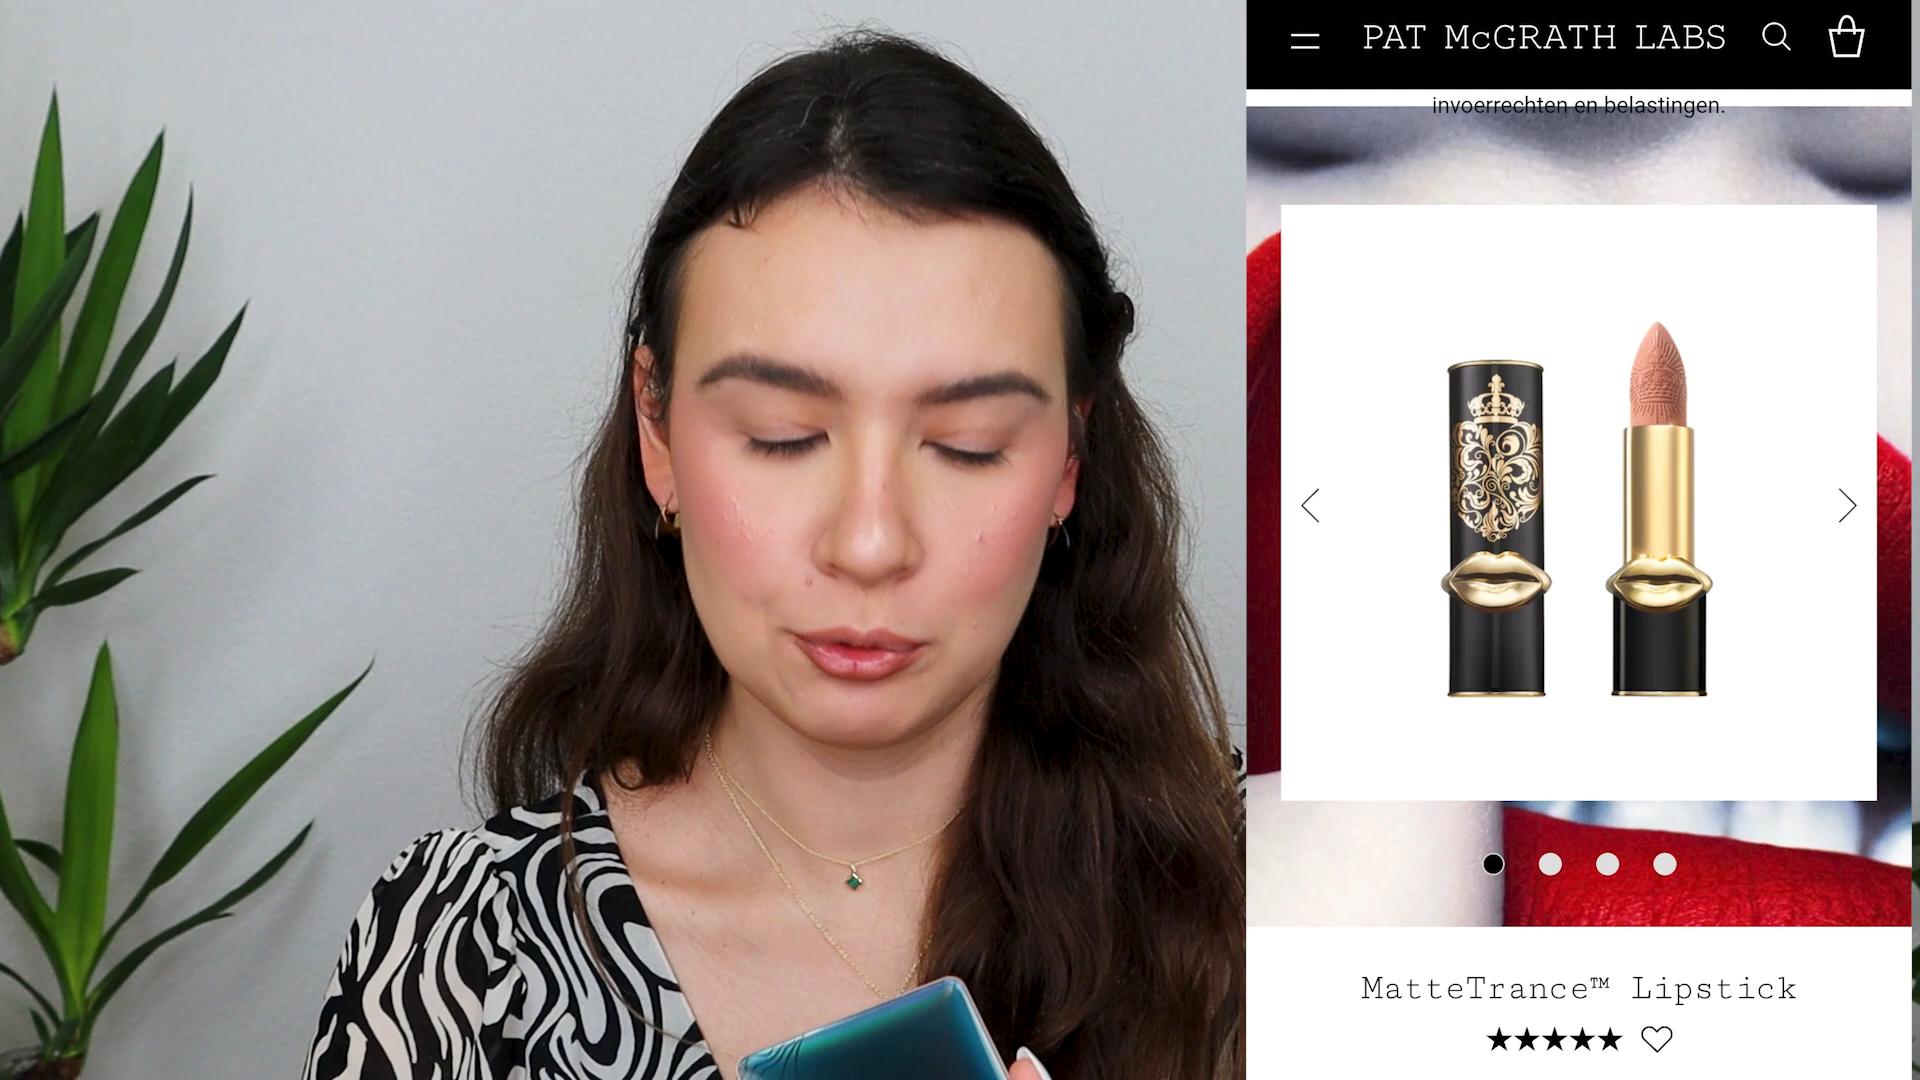 PAT McGRATH LABS
invoerrechten en belastingen.
MatteTrance™ Lipstick